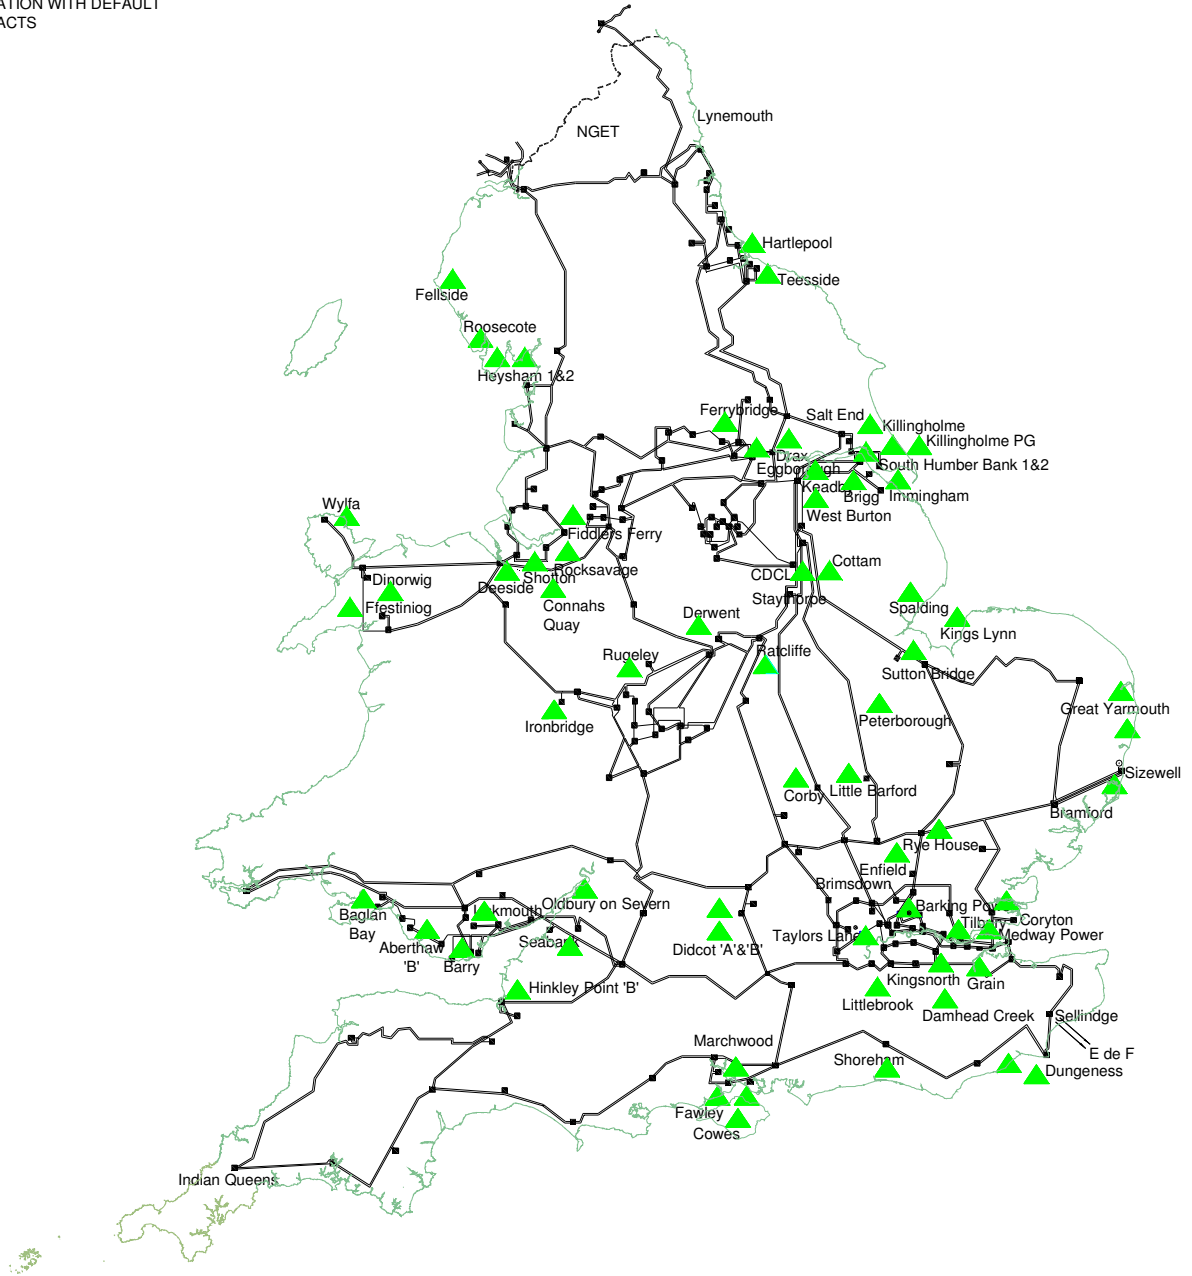 ATION WITH DEFAULT
ACTS
Lynemouth
NGET
Hartlepool
Teesside
Fellside
Roosecote
Heysham 1&2
Ferrybridge
Salt End
Killingholme
Killingholme PG
Drax
South Humber Bank 1&2
Eggborough
Keadby
Brigg
Immingham
West Burton
Wylfa
Fiddlers Ferry
Rocksavage
Shotton
Deeside
Connahs
Quay
Dinorwig
Ffestiniog
CDCL
Cottam
Staythorpe
Spalding
Kings Lynn
Derwent
Ratcliffe
Rugeley
Sutton Bridge
Ironbridge
Peterborough
Great Yarmouth
Sizewell
Corby
Little Barford
Bramford
Rye House
Enfield
Brimsdown
Oldbury on Severn
Baglan
Bay
Uskmouth
Barking Power
Tilbury
Coryton
Aberthaw
'B'
Barry
Seabank
Didcot 'A'&'B'
Taylors Lane
Medway Power
Hinkley Point 'B'
Kingsnorth
Grain
Littlebrook
Damhead Creek
Sellindge
Marchwood
Shoreham
E de F
Dungeness
Fawley
Cowes
Indian Queens